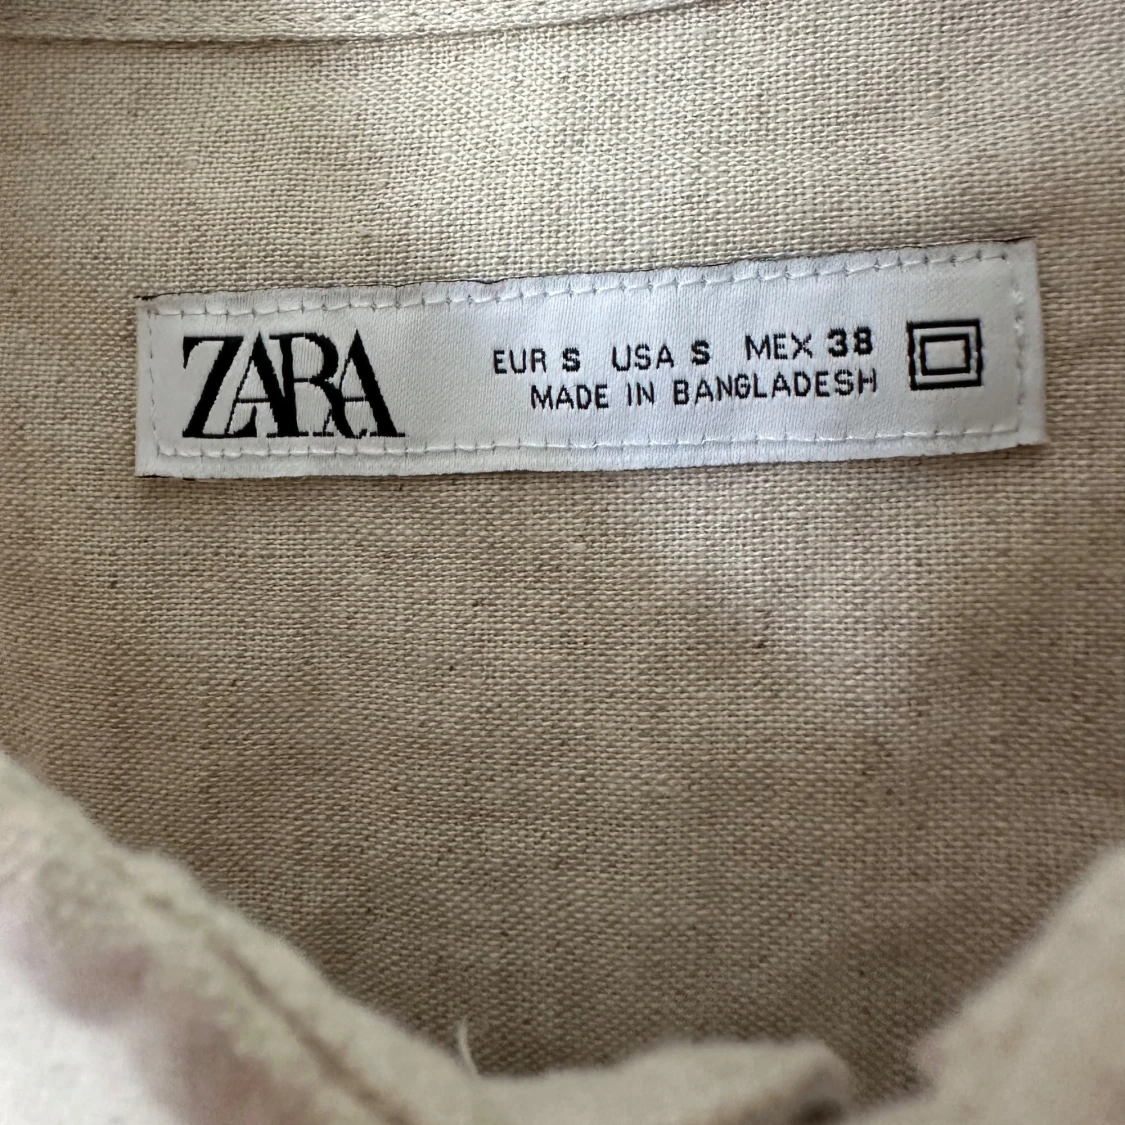 ZARA
EUR S USA S MEX 38
MADE IN BANGLADESH